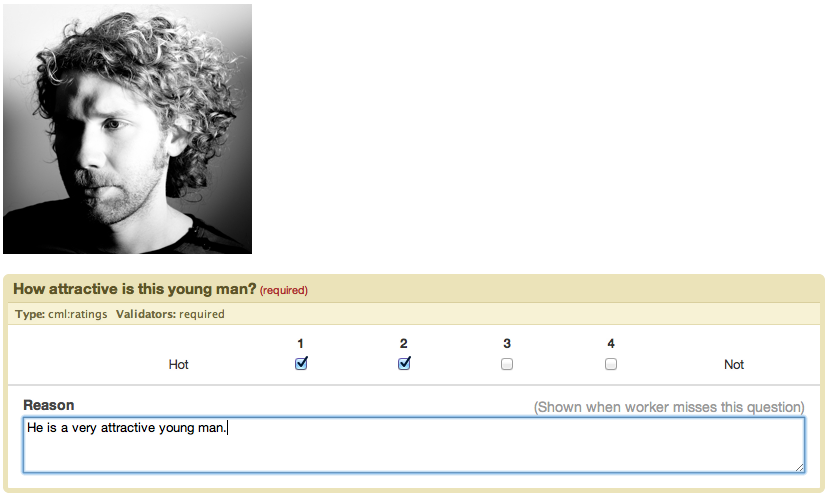 How attractive is this young man? (required)
Type: cml:ratings Validators: required
1 2 3 4
Hot Not
Reason (Shown when worker misses this question)
He is a very attractive young man.